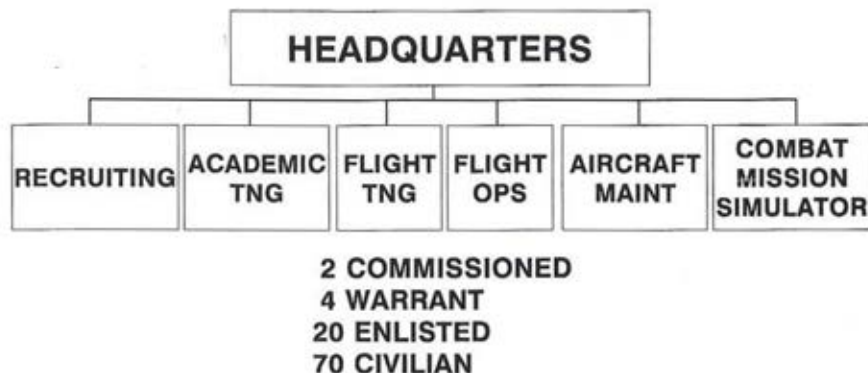 HEADQUARTERS
RECRUITING
ACADEMIC
TNG
FLIGHT
TNG
FLIGHT
OPS
AIRCRAFT
MAINT
COMBAT
MISSION
SIMULATOR
2 COMMISSIONED
4 WARRANT
20 ENLISTED
70 CIVILIAN